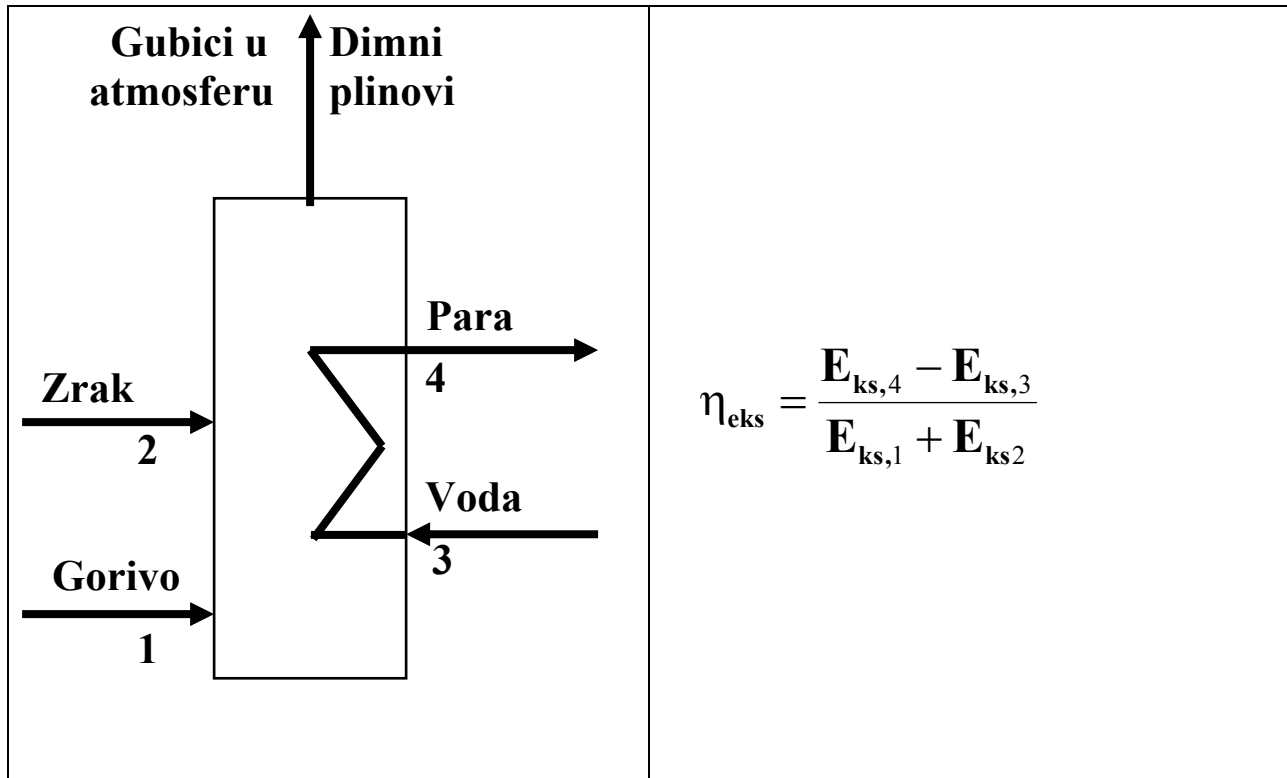 Gubici u
atmosferu
Dimni
plinovi
Para
4
Zrak
2
Voda
3
Gorivo
1
η_eks = (E_ks,4 − E_ks,3) / (E_ks,1 + E_ks2)